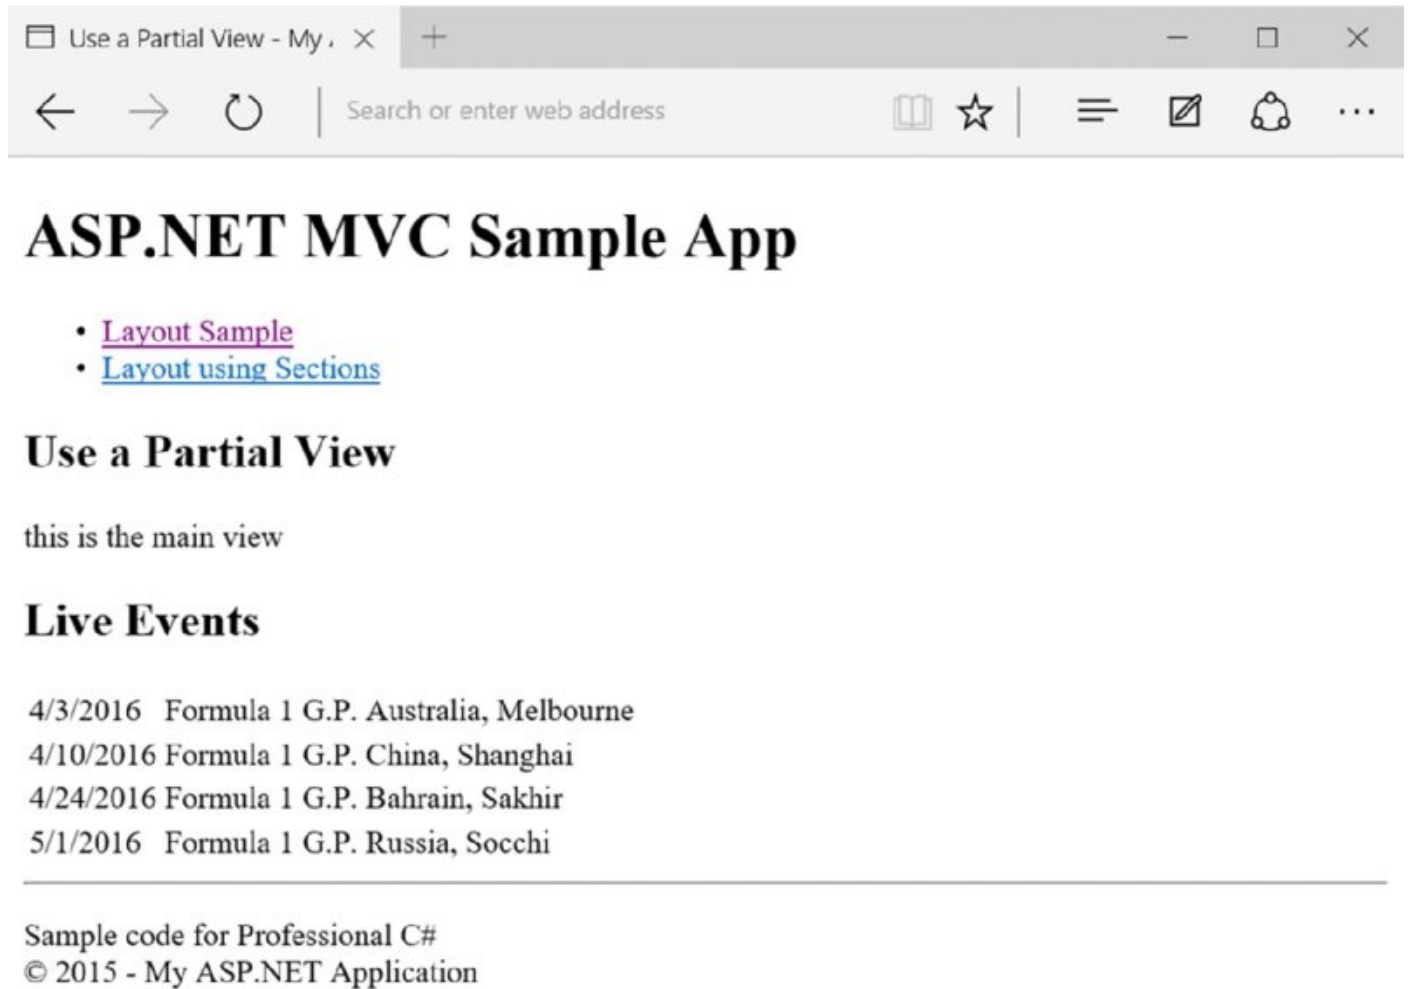 Use a Partial View - My
Search or enter web address
ASP.NET MVC Sample App
• Layout Sample
• Layout using Sections
Use a Partial View
this is the main view
Live Events
4/3/2016 Formula 1 G.P. Australia, Melbourne
4/10/2016 Formula 1 G.P. China, Shanghai
4/24/2016 Formula 1 G.P. Bahrain, Sakhir
5/1/2016 Formula 1 G.P. Russia, Socchi
Sample code for Professional C#
© 2015 - My ASP.NET Application